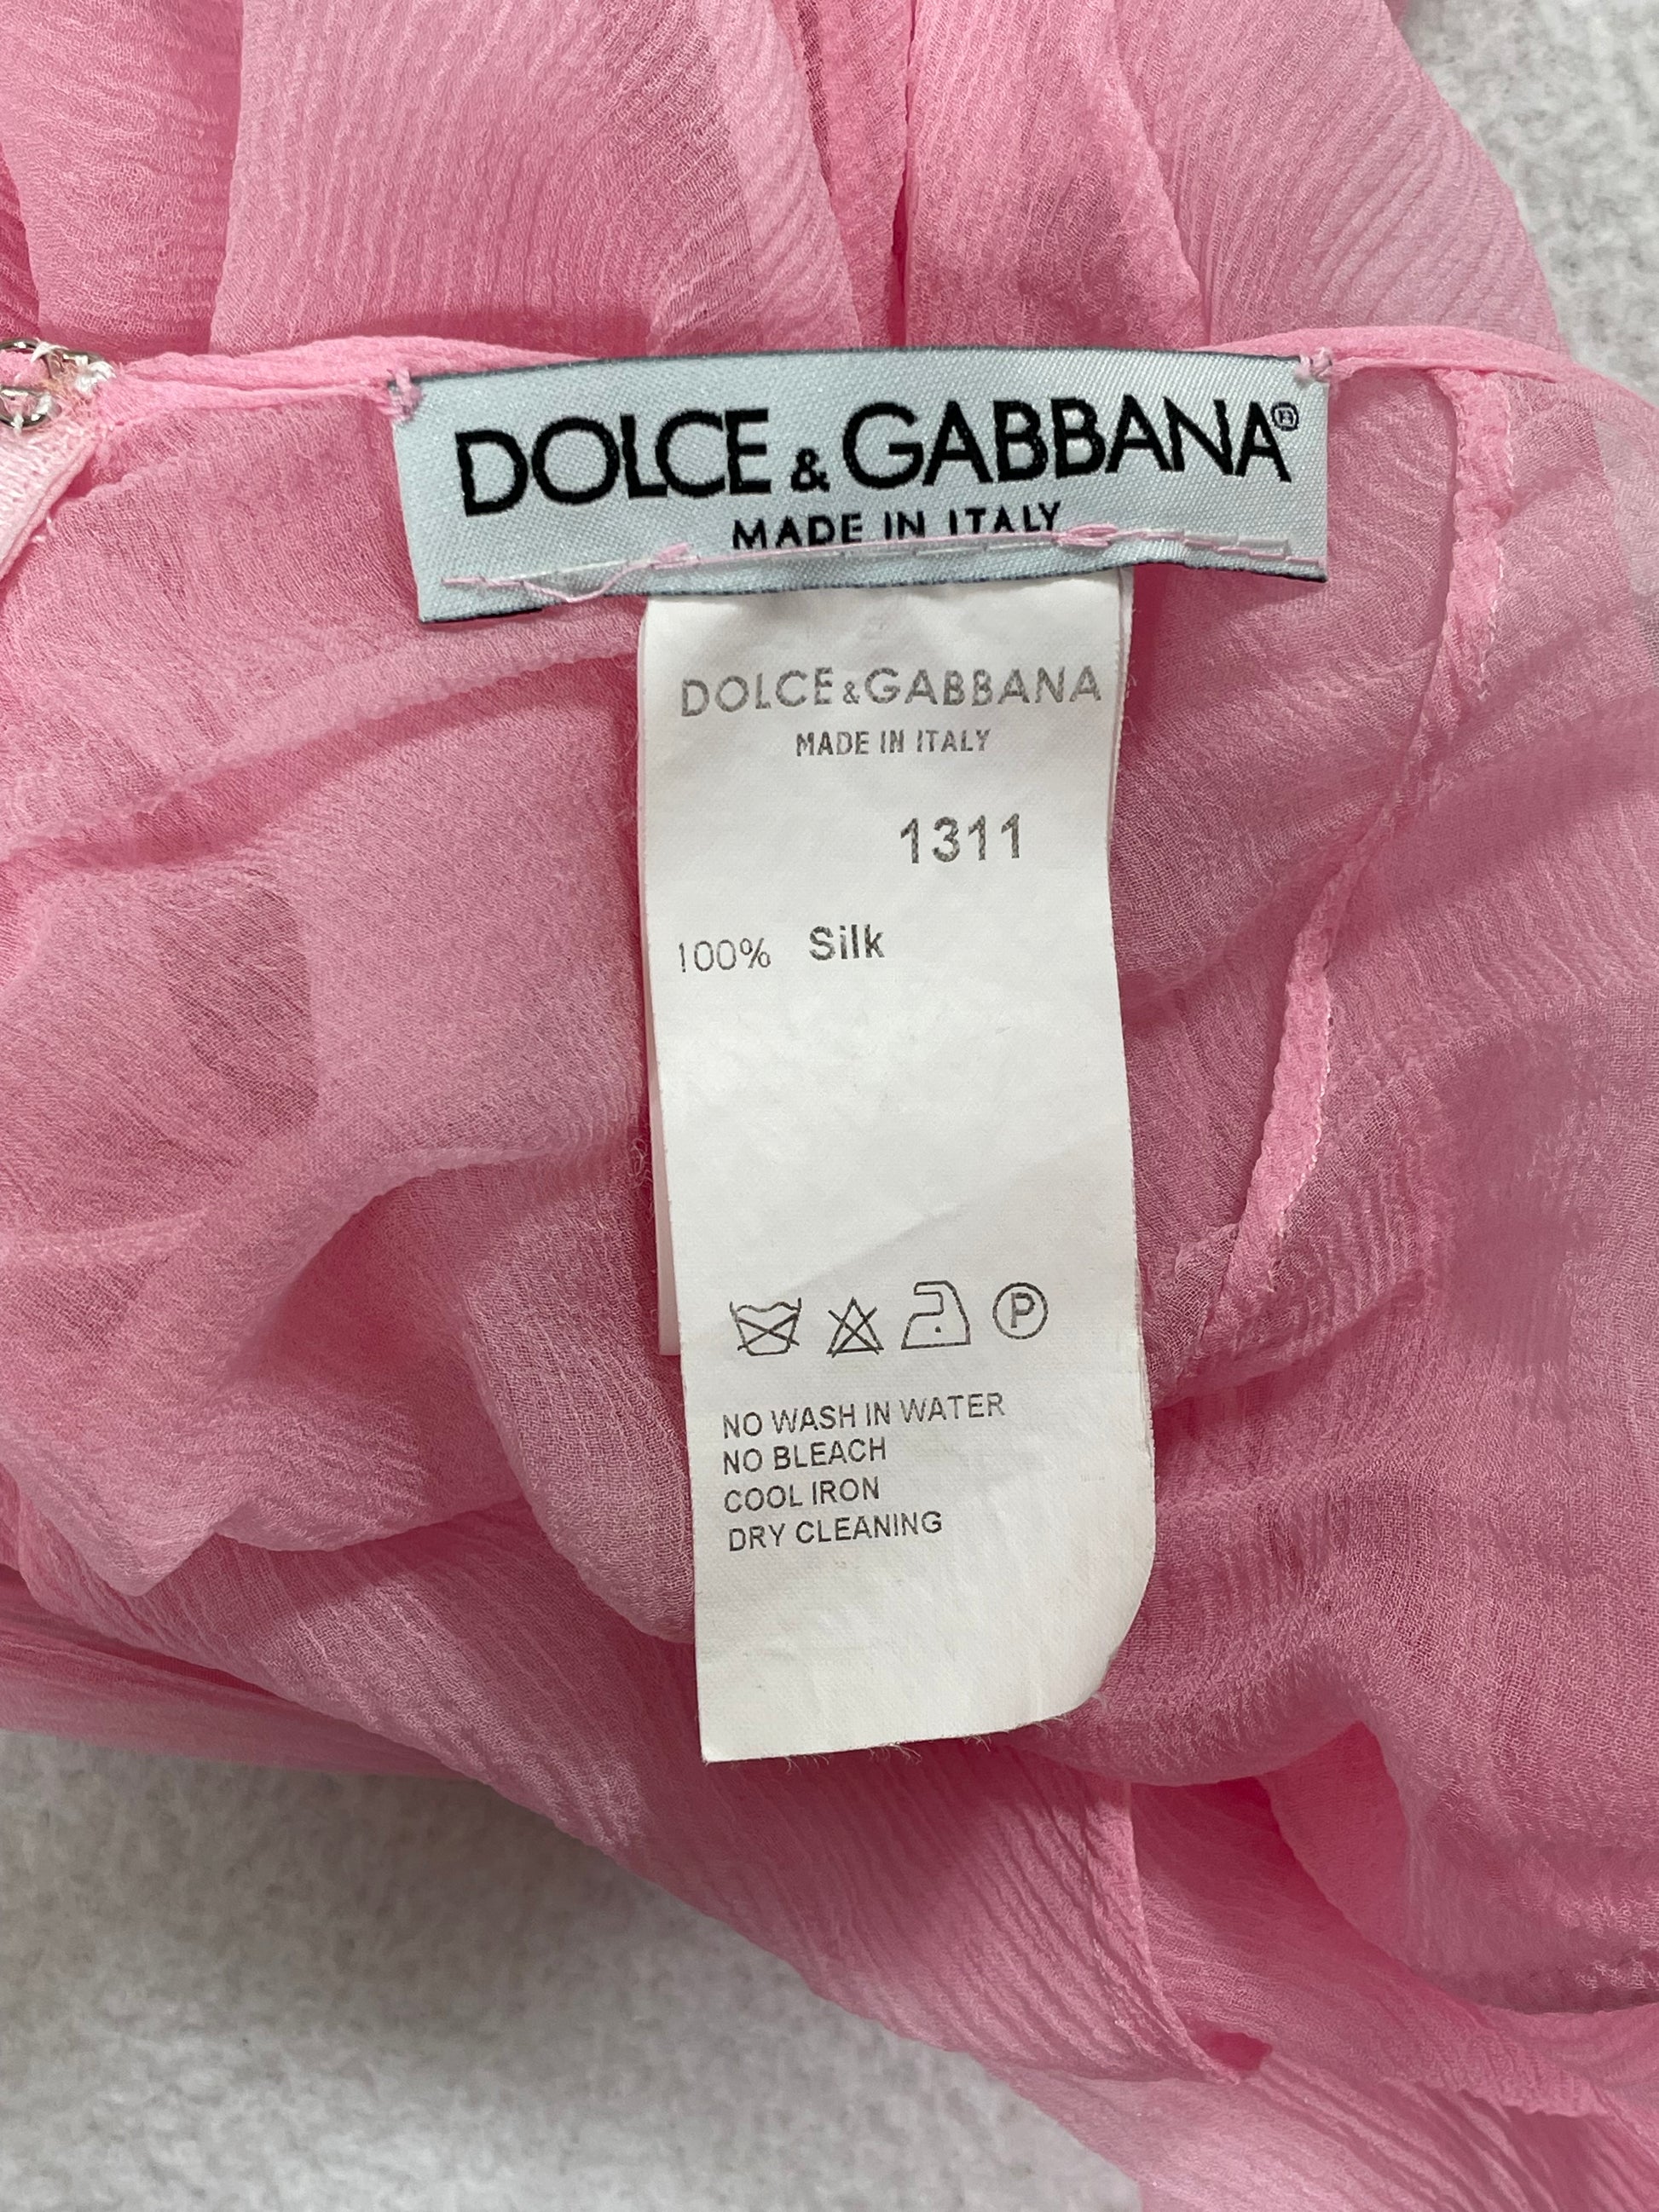 DOLCE & GABBANA®
MADE IN ITALY
DOLCE&GABBANA
MADE IN ITALY
1311
100% Silk
P
NO WASH IN WATER
NO BLEACH
COOL IRON
DRY CLEANING